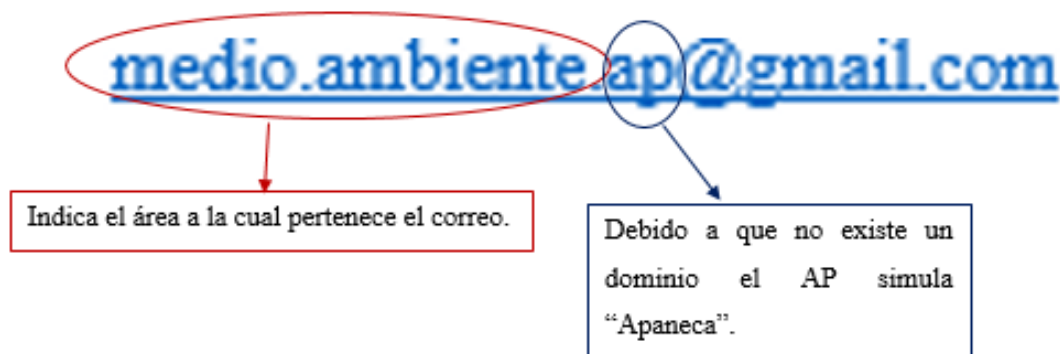 medio.ambiente.ap@gmail.com
Indica el área a la cual pertenece el correo.
Debido a que no existe un
dominio el AP simula
“Apaneca”.